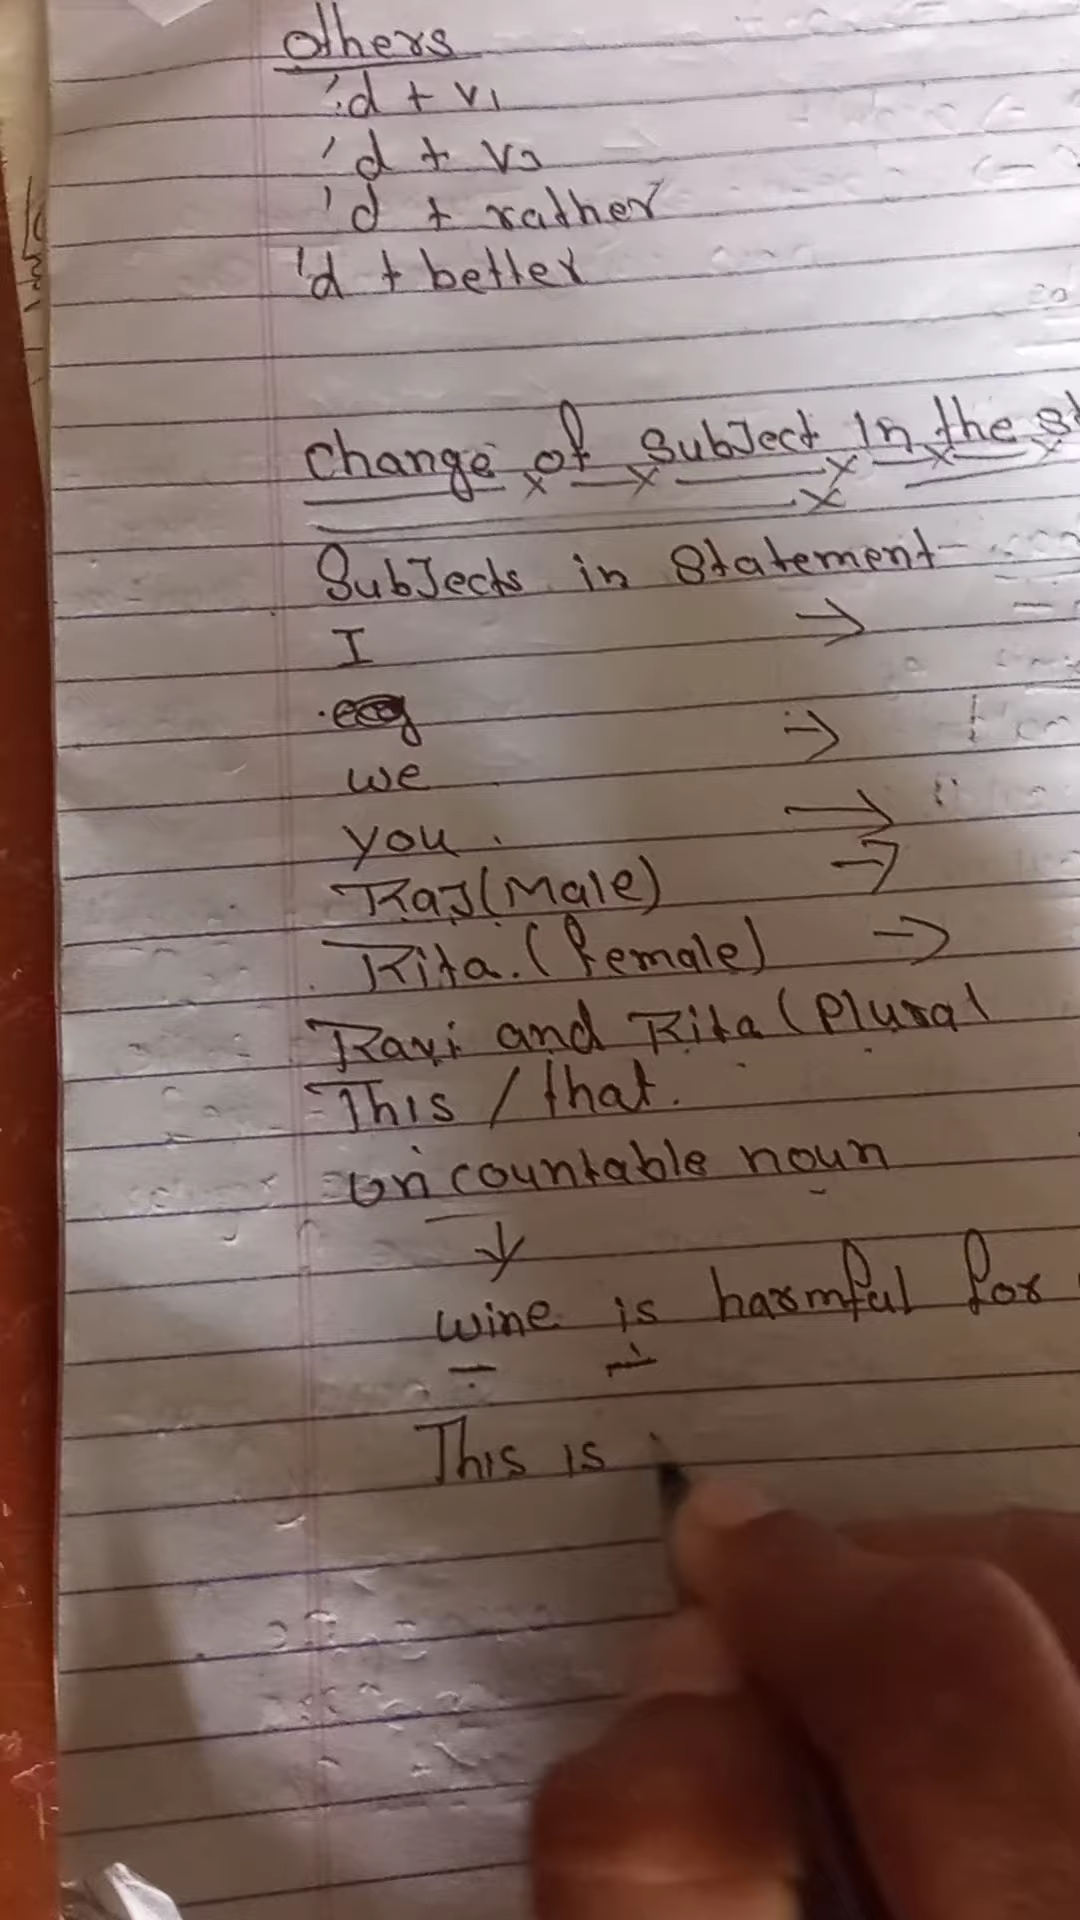 others
'd + V1
'd + V3
'd + rather
'd + better
Change of SubJect In the
SubJects in Statement
I →
we →
you . →
RaJ (Male) →
Rita. (female) →
Ravi and Rita (Plural
This / that.
Uncountable noun
↓
wine is harmful for
This is